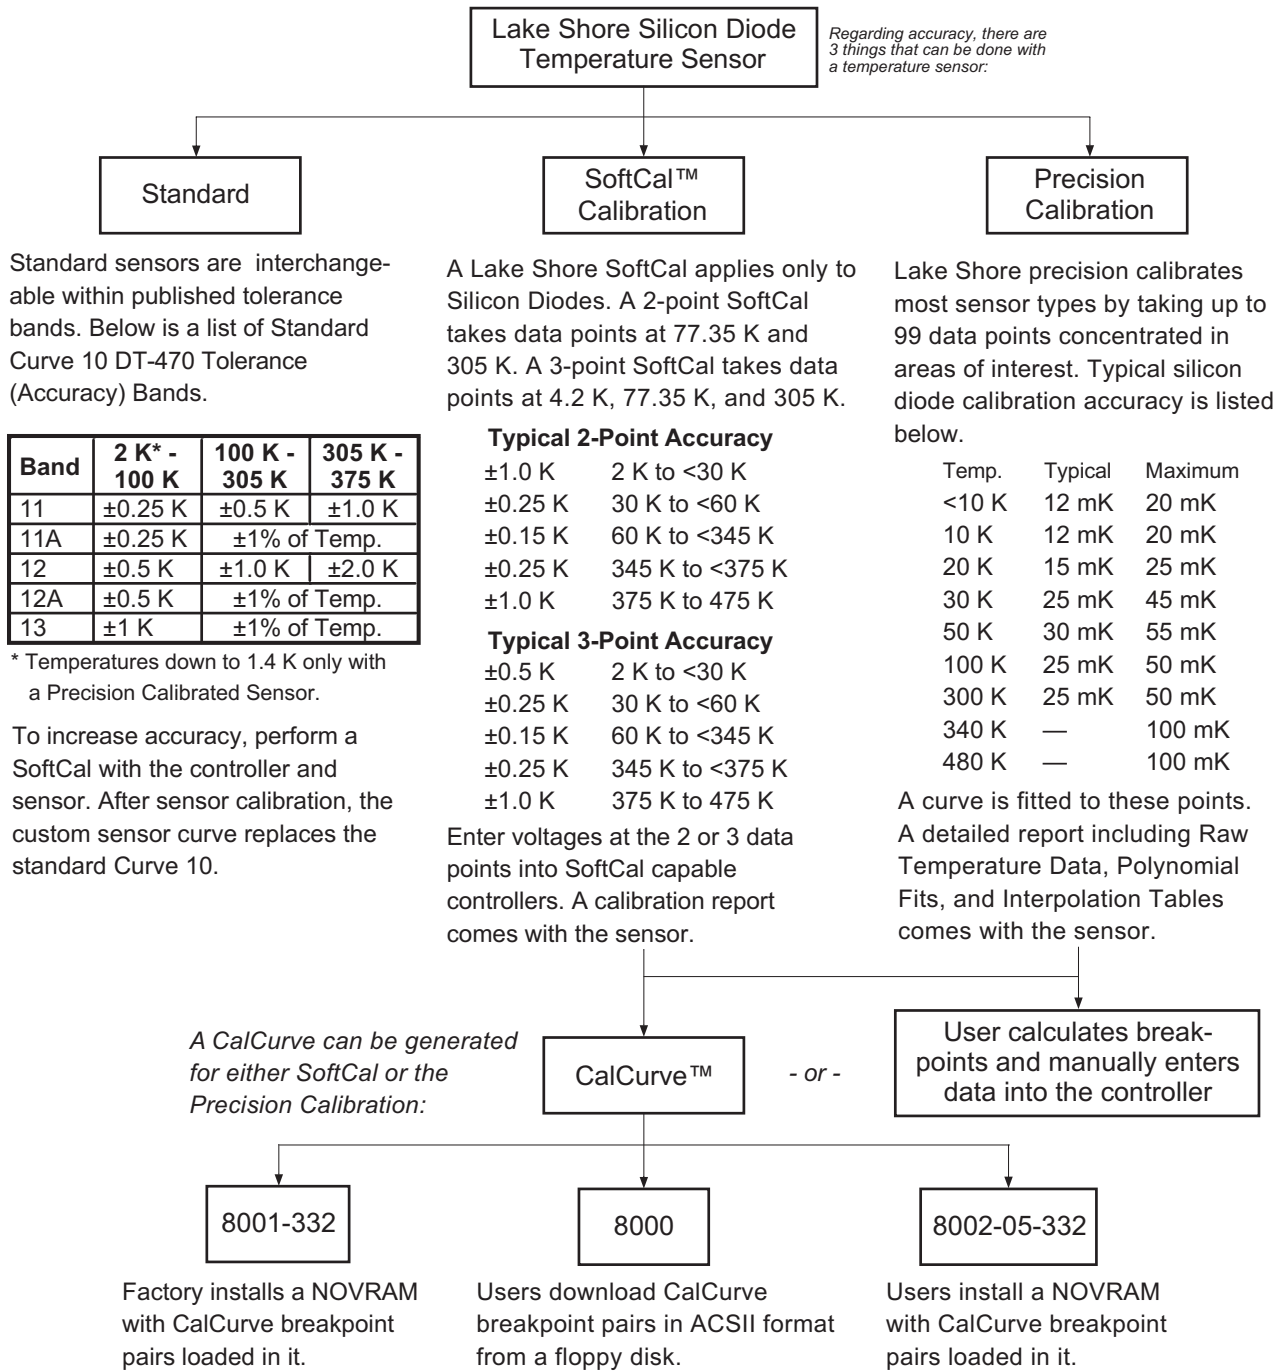 Lake Shore Silicon Diode
Temperature Sensor
Regarding accuracy, there are
3 things that can be done with
a temperature sensor:
Standard
Standard sensors are interchange-
able within published tolerance
bands. Below is a list of Standard
Curve 10 DT-470 Tolerance
(Accuracy) Bands.
Band 2 K* - 100 K - 305 K -
100 K 305 K 375 K
11 ±0.25 K ±0.5 K ±1.0 K
11A ±0.25 K ±1% of Temp.
12 ±0.5 K ±1.0 K ±2.0 K
12A ±0.5 K ±1% of Temp.
13 ±1 K ±1% of Temp.
* Temperatures down to 1.4 K only with
a Precision Calibrated Sensor.
To increase accuracy, perform a
SoftCal with the controller and
sensor. After sensor calibration, the
custom sensor curve replaces the
standard Curve 10.
SoftCal™
Calibration
A Lake Shore SoftCal applies only to
Silicon Diodes. A 2-point SoftCal
takes data points at 77.35 K and
305 K. A 3-point SoftCal takes data
points at 4.2 K, 77.35 K, and 305 K.
Typical 2-Point Accuracy
±1.0 K 2 K to <30 K
±0.25 K 30 K to <60 K
±0.15 K 60 K to <345 K
±0.25 K 345 K to <375 K
±1.0 K 375 K to 475 K
Typical 3-Point Accuracy
±0.5 K 2 K to <30 K
±0.25 K 30 K to <60 K
±0.15 K 60 K to <345 K
±0.25 K 345 K to <375 K
±1.0 K 375 K to 475 K
Enter voltages at the 2 or 3 data
points into SoftCal capable
controllers. A calibration report
comes with the sensor.
Precision
Calibration
Lake Shore precision calibrates
most sensor types by taking up to
99 data points concentrated in
areas of interest. Typical silicon
diode calibration accuracy is listed
below.
Temp. Typical Maximum
<10 K 12 mK 20 mK
10 K 12 mK 20 mK
20 K 15 mK 25 mK
30 K 25 mK 45 mK
50 K 30 mK 55 mK
100 K 25 mK 50 mK
300 K 25 mK 50 mK
340 K — 100 mK
480 K — 100 mK
A curve is fitted to these points.
A detailed report including Raw
Temperature Data, Polynomial
Fits, and Interpolation Tables
comes with the sensor.
A CalCurve can be generated
for either SoftCal or the
Precision Calibration:
CalCurve™
- or -
User calculates break-
points and manually enters
data into the controller
8001-332
Factory installs a NOVRAM
with CalCurve breakpoint
pairs loaded in it.
8000
Users download CalCurve
breakpoint pairs in ACSII format
from a floppy disk.
8002-05-332
Users install a NOVRAM
with CalCurve breakpoint
pairs loaded in it.